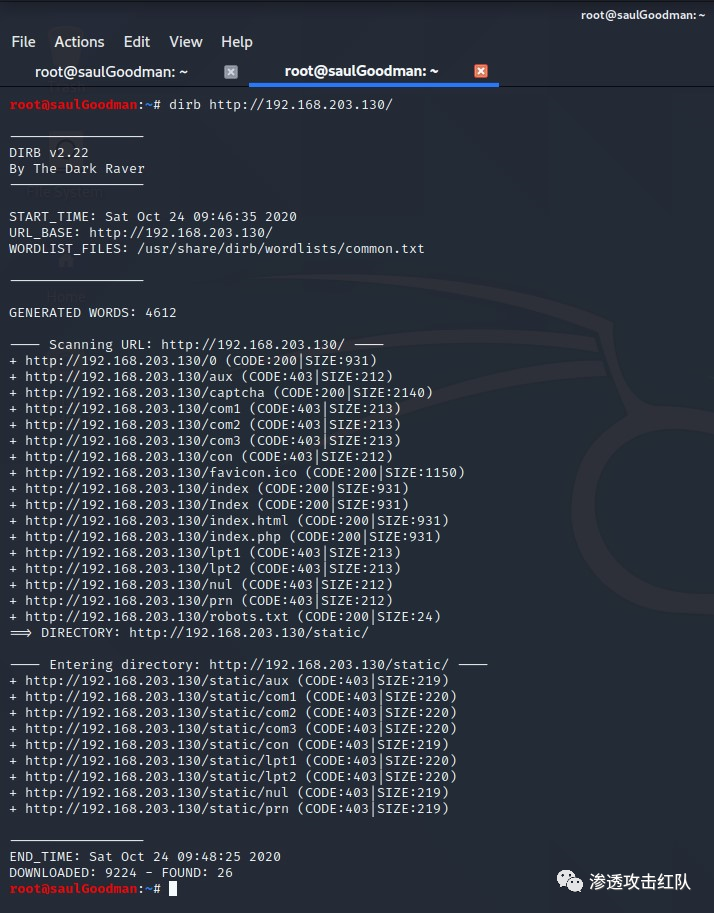 root@saulGoodman: ~
File Actions Edit View Help
root@saulGoodman: ~ root@saulGoodman: ~
root@saulGoodman:~# dirb http://192.168.203.130/
-----------------
DIRB v2.22
By The Dark Raver
-----------------
START_TIME: Sat Oct 24 09:46:35 2020
URL_BASE: http://192.168.203.130/
WORDLIST_FILES: /usr/share/dirb/wordlists/common.txt
-----------------
GENERATED WORDS: 4612
---- Scanning URL: http://192.168.203.130/ ----
+ http://192.168.203.130/0 (CODE:200|SIZE:931)
+ http://192.168.203.130/aux (CODE:403|SIZE:212)
+ http://192.168.203.130/captcha (CODE:200|SIZE:2140)
+ http://192.168.203.130/com1 (CODE:403|SIZE:213)
+ http://192.168.203.130/com2 (CODE:403|SIZE:213)
+ http://192.168.203.130/com3 (CODE:403|SIZE:213)
+ http://192.168.203.130/con (CODE:403|SIZE:212)
+ http://192.168.203.130/favicon.ico (CODE:200|SIZE:1150)
+ http://192.168.203.130/index (CODE:200|SIZE:931)
+ http://192.168.203.130/Index (CODE:200|SIZE:931)
+ http://192.168.203.130/index.html (CODE:200|SIZE:931)
+ http://192.168.203.130/index.php (CODE:200|SIZE:931)
+ http://192.168.203.130/lpt1 (CODE:403|SIZE:213)
+ http://192.168.203.130/lpt2 (CODE:403|SIZE:213)
+ http://192.168.203.130/nul (CODE:403|SIZE:212)
+ http://192.168.203.130/prn (CODE:403|SIZE:212)
+ http://192.168.203.130/robots.txt (CODE:200|SIZE:24)
==> DIRECTORY: http://192.168.203.130/static/
---- Entering directory: http://192.168.203.130/static/ ----
+ http://192.168.203.130/static/aux (CODE:403|SIZE:219)
+ http://192.168.203.130/static/com1 (CODE:403|SIZE:220)
+ http://192.168.203.130/static/com2 (CODE:403|SIZE:220)
+ http://192.168.203.130/static/com3 (CODE:403|SIZE:220)
+ http://192.168.203.130/static/con (CODE:403|SIZE:219)
+ http://192.168.203.130/static/lpt1 (CODE:403|SIZE:220)
+ http://192.168.203.130/static/lpt2 (CODE:403|SIZE:220)
+ http://192.168.203.130/static/nul (CODE:403|SIZE:219)
+ http://192.168.203.130/static/prn (CODE:403|SIZE:219)
-----------------
END_TIME: Sat Oct 24 09:48:25 2020
DOWNLOADED: 9224 - FOUND: 26
root@saulGoodman:~#
渗透攻击红队